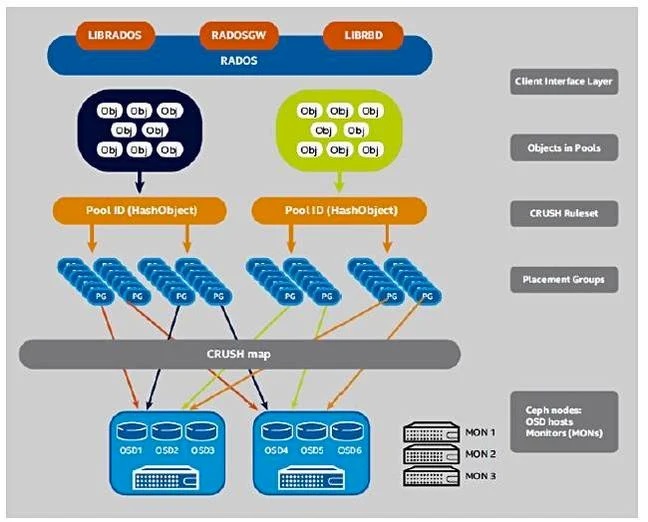 LIBRADOS
RADOSGW
LIBRBD
RADOS
Client Interface Layer
Obj Obj Obj
Obj Obj
Obj Obj Obj
Obj Obj Obj
Obj Obj
Obj Obj Obj
Objects in Pools
Pool ID (HashObject)
Pool ID (HashObject)
CRUSH Ruleset
PG
PG
PG
PG
PG
PG
PG
PG
Placement Groups
CRUSH map
Ceph nodes:
OSD hosts
Monitors (MONs)
OSD1 OSD2 OSD3
OSD4 OSD5 OSD6
MON 1
MON 2
MON 3